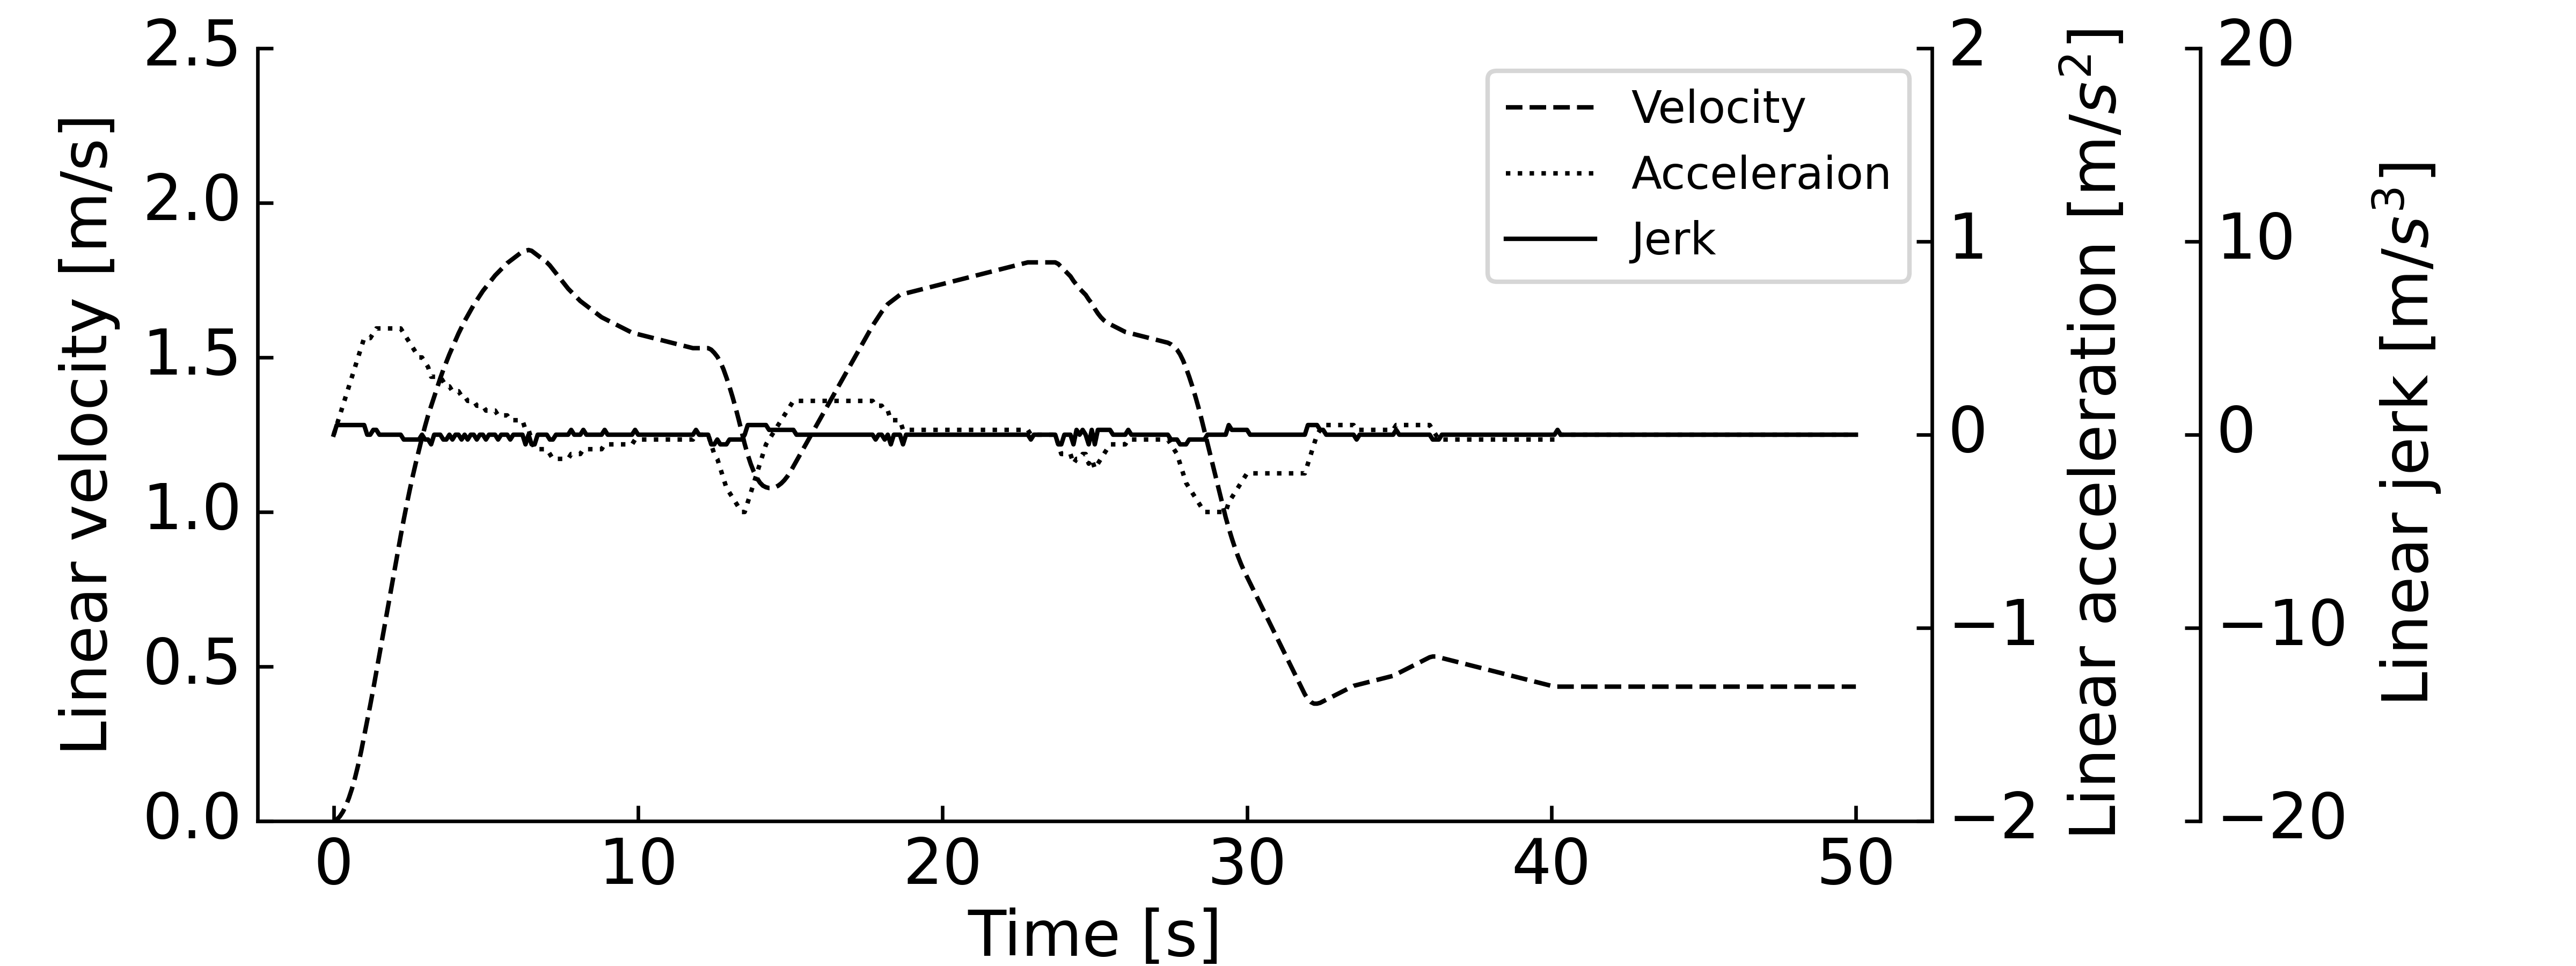 Linear velocity [m/s]
2.5
2.0
1.5
1.0
0.5
0.0
0 10 20 30 40 50
Time [s]
Velocity
Acceleraion
Jerk
2
1
0
−1
−2
Linear acceleration [m/s²]
20
10
0
−10
−20
Linear jerk [m/s³]